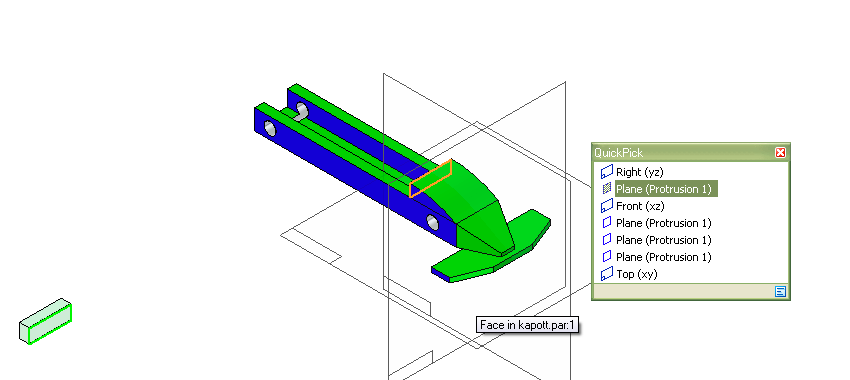 QuickPick
Right (yz)
Plane (Protrusion 1)
Front (xz)
Plane (Protrusion 1)
Plane (Protrusion 1)
Plane (Protrusion 1)
Top (xy)
Face in kapott.par:1